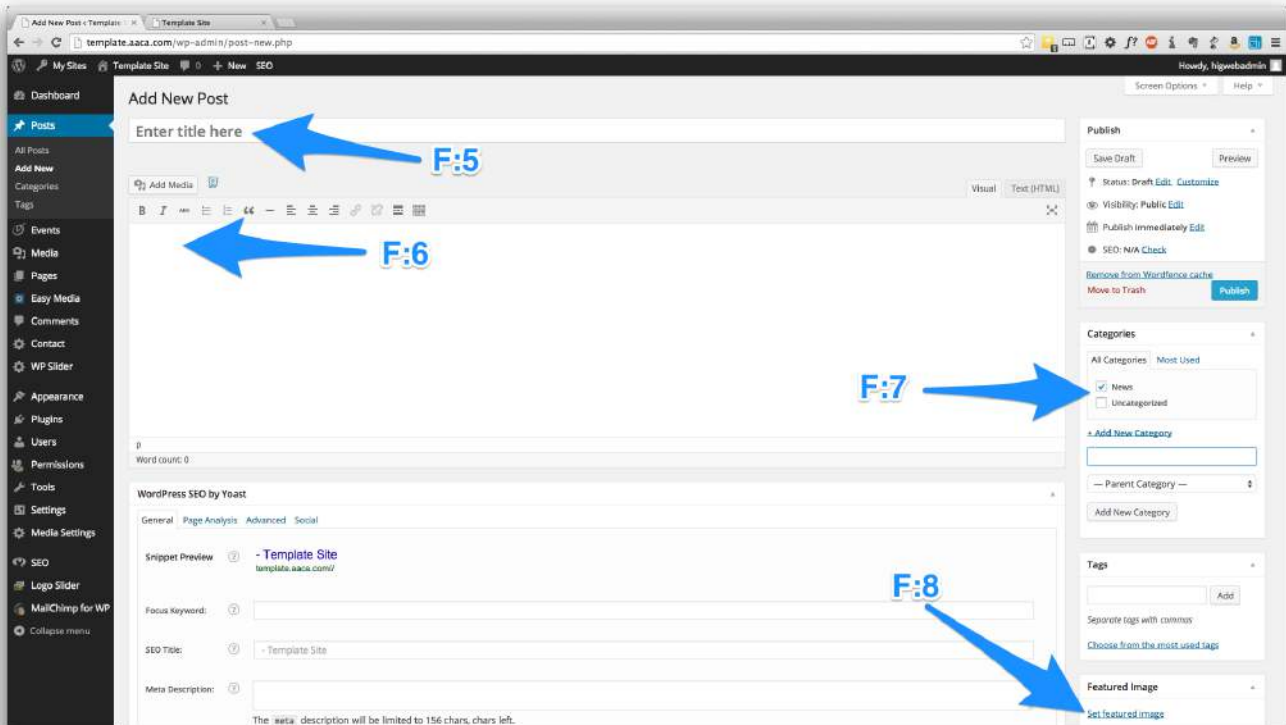 Add New Post ‹ Template
Template Site
template.aaca.com/wp-admin/post-new.php
My Sites Template Site 0 + New SEO
Howdy, higwebadmin
Screen Options Help
Dashboard
Posts
All Posts
Add New
Categories
Tags
Events
Media
Pages
Easy Media
Comments
Contact
WP Slider
Appearance
Plugins
Users
Permissions
Tools
Settings
Media Settings
SEO
Logo Slider
MailChimp for WP
Collapse menu
Add New Post
Enter title here
F:5
Add Media
Visual Text (HTML)
B I ABC
F:6
F:7
p
Word count: 0
WordPress SEO by Yoast
General Page Analysis Advanced Social
Snippet Preview ? - Template Site
template.aaca.com//
Focus Keyword: ?
SEO Title: ? - Template Site
Meta Description: ?
The meta description will be limited to 156 chars, chars left.
Publish
Save Draft Preview
Status: Draft Edit Customize
Visibility: Public Edit
Publish immediately Edit
SEO: N/A Check
Remove from Wordfence cache
Move to Trash Publish
Categories
All Categories Most Used
News
Uncategorized
+ Add New Category
— Parent Category —
Add New Category
Tags
Add
Separate tags with commas
Choose from the most used tags
F:8
Featured Image
Set featured image